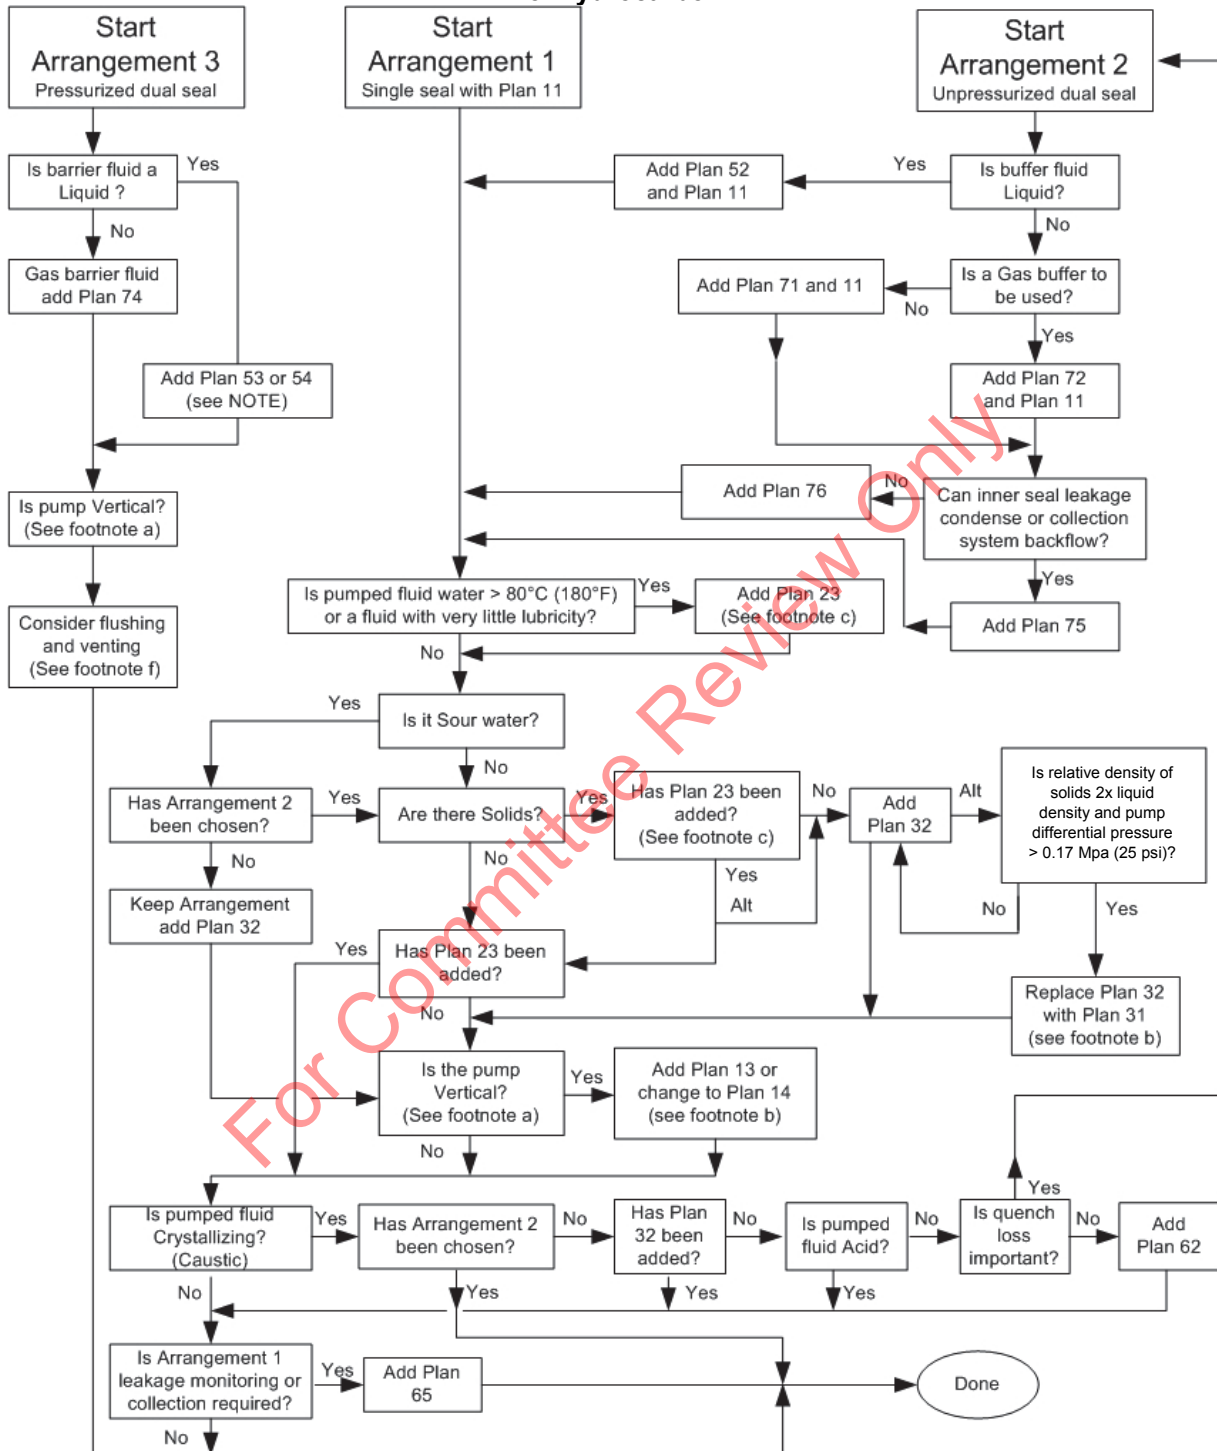 Start
Arrangement 3
Pressurized dual seal
Start
Arrangement 1
Single seal with Plan 11
Start
Arrangement 2
Unpressurized dual seal
Is barrier fluid a
Liquid ?
Yes
No
Add Plan 52
and Plan 11
Yes
Is buffer fluid
Liquid?
No
Gas barrier fluid
add Plan 74
Add Plan 71 and 11
No
Is a Gas buffer to
be used?
Yes
Add Plan 53 or 54
(see NOTE)
Add Plan 72
and Plan 11
Is pump Vertical?
(See footnote a)
Add Plan 76
No
Can inner seal leakage
condense or collection
system backflow?
Yes
Consider flushing
and venting
(See footnote f)
Is pumped fluid water > 80°C (180°F)
or a fluid with very little lubricity?
Yes
Add Plan 23
(See footnote c)
Add Plan 75
No
Yes
Is it Sour water?
No
Has Arrangement 2
been chosen?
Yes
Are there Solids?
Yes
Has Plan 23 been
added?
(See footnote c)
No
Add
Plan 32
Alt
Is relative density of
solids 2x liquid
density and pump
differential pressure
> 0.17 Mpa (25 psi)?
No
No
Yes
Alt
No
Yes
Keep Arrangement
add Plan 32
Yes
Has Plan 23 been
added?
No
Replace Plan 32
with Plan 31
(see footnote b)
Is the pump
Vertical?
(See footnote a)
Yes
Add Plan 13 or
change to Plan 14
(see footnote b)
No
Is pumped fluid
Crystallizing?
(Caustic)
Yes
Has Arrangement 2
been chosen?
No
Has Plan
32 been
added?
No
Is pumped
fluid Acid?
No
Is quench
loss
important?
Yes
No
Add
Plan 62
No
Yes
Yes
Yes
Is Arrangement 1
leakage monitoring or
collection required?
Yes
Add Plan
65
Done
No
For Committee Review Only